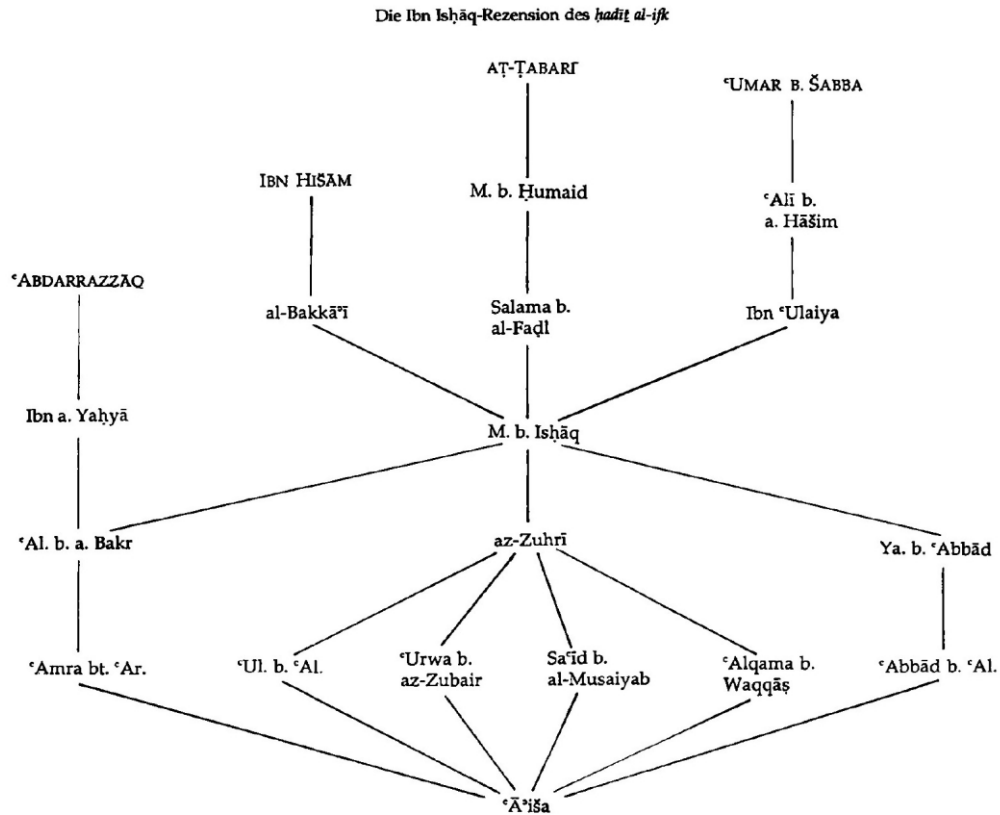 Die Ibn Isḥāq-Rezension des ḥadīṯ al-ifk
AṬ-ṬABARĪ
ʿUMAR B. ŠABBA
IBN HIŠĀM
M. b. Ḥumaid
ʿAlī b.
a. Hāšim
ʿABDARRAZZĀQ
al-Bakkāʾī
Salama b.
al-Faḍl
Ibn ʿUlaiya
Ibn a. Yaḥyā
M. b. Isḥāq
ʿAl. b. a. Bakr
az-Zuhrī
Ya. b. ʿAbbād
ʿAmra bt. ʿAr.
ʿUl. b. ʿAl.
ʿUrwa b.
az-Zubair
Saʿīd b.
al-Musaiyab
ʿAlqama b.
Waqqāṣ
ʿAbbād b. ʿAl.
ʿĀʾiša